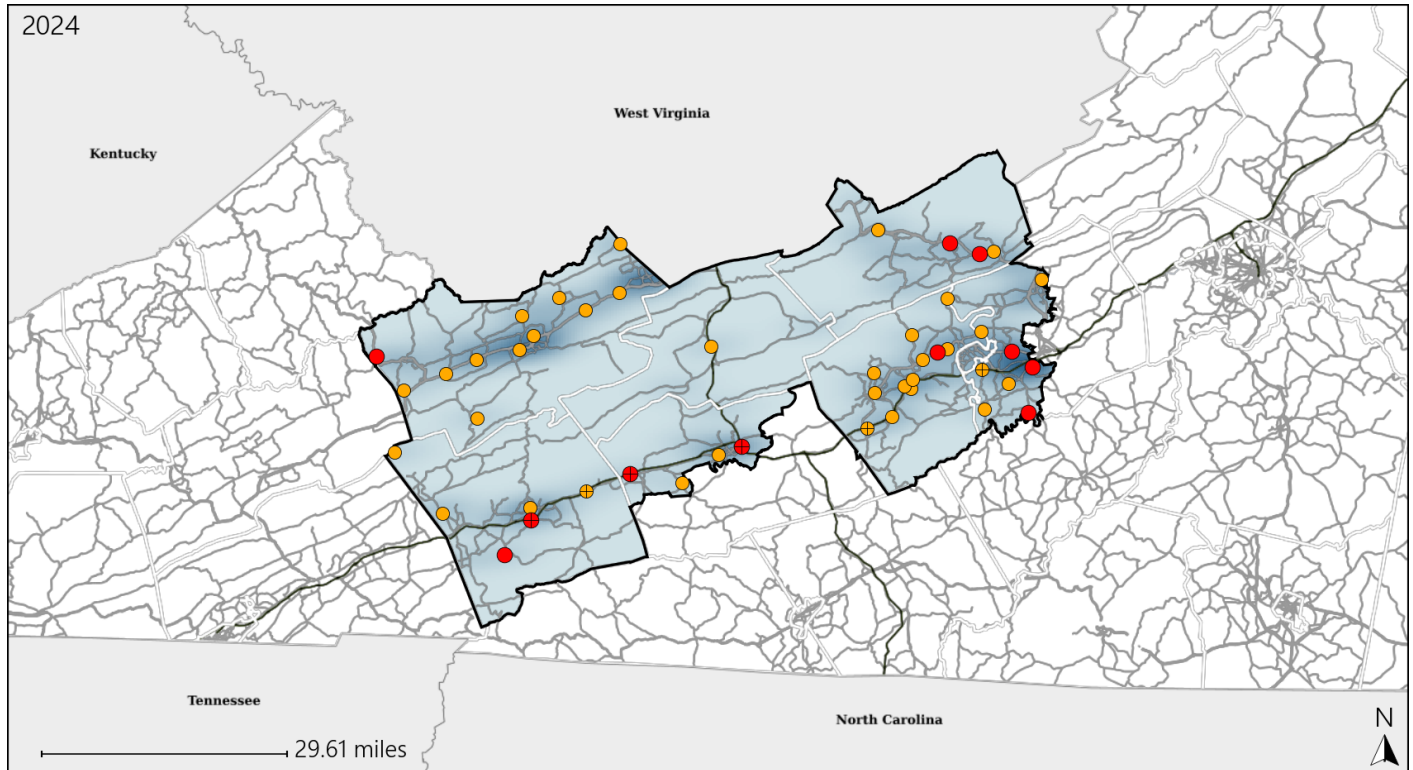 2024
West Virginia
Kentucky
Tennessee
North Carolina
N
29.61 miles